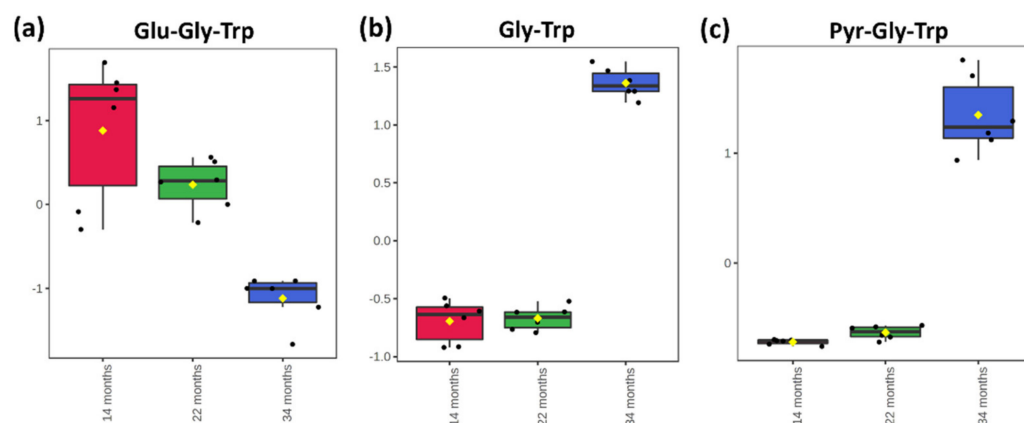 (a) Glu-Gly-Trp
1
0
-1
14 months
22 months
34 months
(b) Gly-Trp
1.5
1.0
0.5
0.0
-0.5
-1.0
14 months
22 months
34 months
(c) Pyr-Gly-Trp
1
0
14 months
22 months
34 months